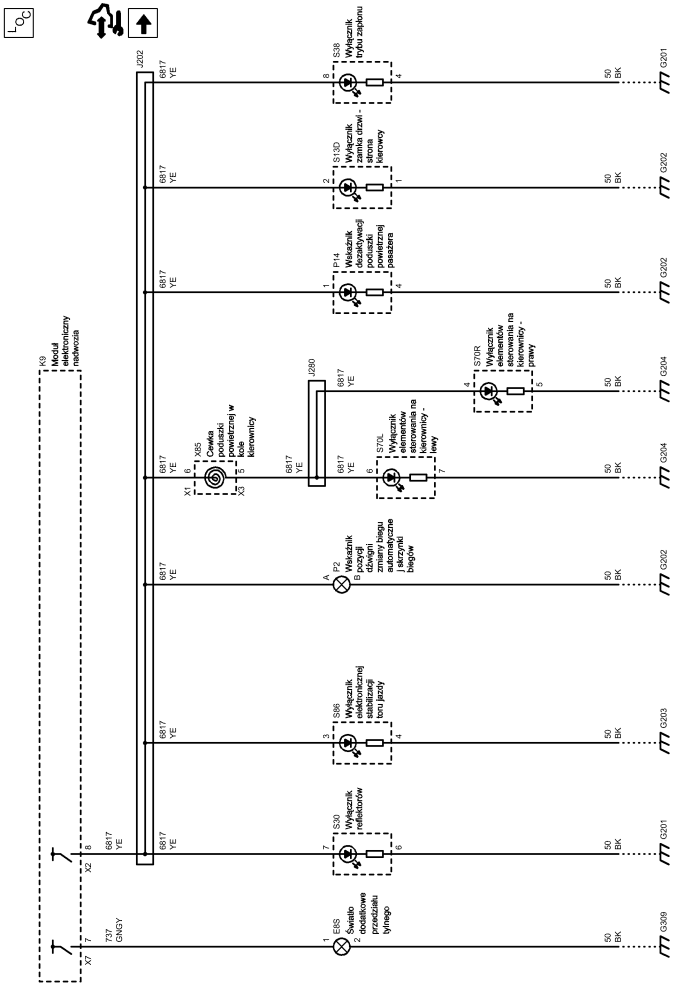 LOC
K9
Moduł
elektroniczny
nadwozia
X7
7
737
GNGY
1
E8S
Światło
dodatkowe
przedziału
tylnego
2
50
BK
G309
X2
8
6817
YE
J202
6817
YE
7
S30
Wyłącznik
reflektorów
6
50
BK
G201
6817
YE
3
S86
Wyłącznik
elektronicznej
stabilizacji
toru jazdy
4
50
BK
G203
6817
YE
A
P2
Wskaźnik
pozycji
dźwigni
zmiany biegu
automatyczne
j skrzynki
biegów
B
50
BK
G202
6817
YE
X1
6
X85
Cewka
poduszki
powietrznej w
kole
kierownicy
X3
5
6817
YE
J280
6817
YE
6
S70L
Wyłącznik
elementów
sterowania na
kierownicy -
lewy
7
50
BK
G204
6817
YE
4
S70R
Wyłącznik
elementów
sterowania na
kierownicy -
prawy
5
50
BK
G204
6817
YE
1
P14
Wskaźnik
dezaktywacji
poduszki
powietrznej
pasażera
4
50
BK
G202
6817
YE
2
S13D
Wyłącznik
zamka drzwi -
strona
kierowcy
1
50
BK
G202
6817
YE
8
S38
Wyłącznik
trybu zapłonu
4
50
BK
G201